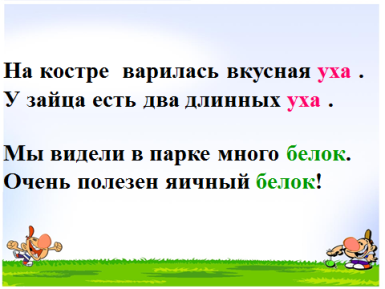 На костре варилась вкусная уха .
У зайца есть два длинных уха .
Мы видели в парке много белок.
Очень полезен яичный белок!